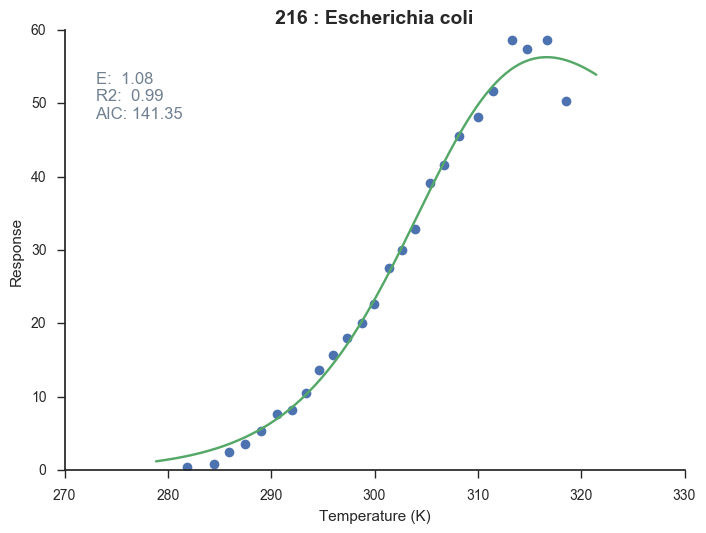 216 : Escherichia coli
E:  1.08
R2:  0.99
AIC: 141.35
Response
60
50
40
30
20
10
0
270 280 290 300 310 320 330
Temperature (K)